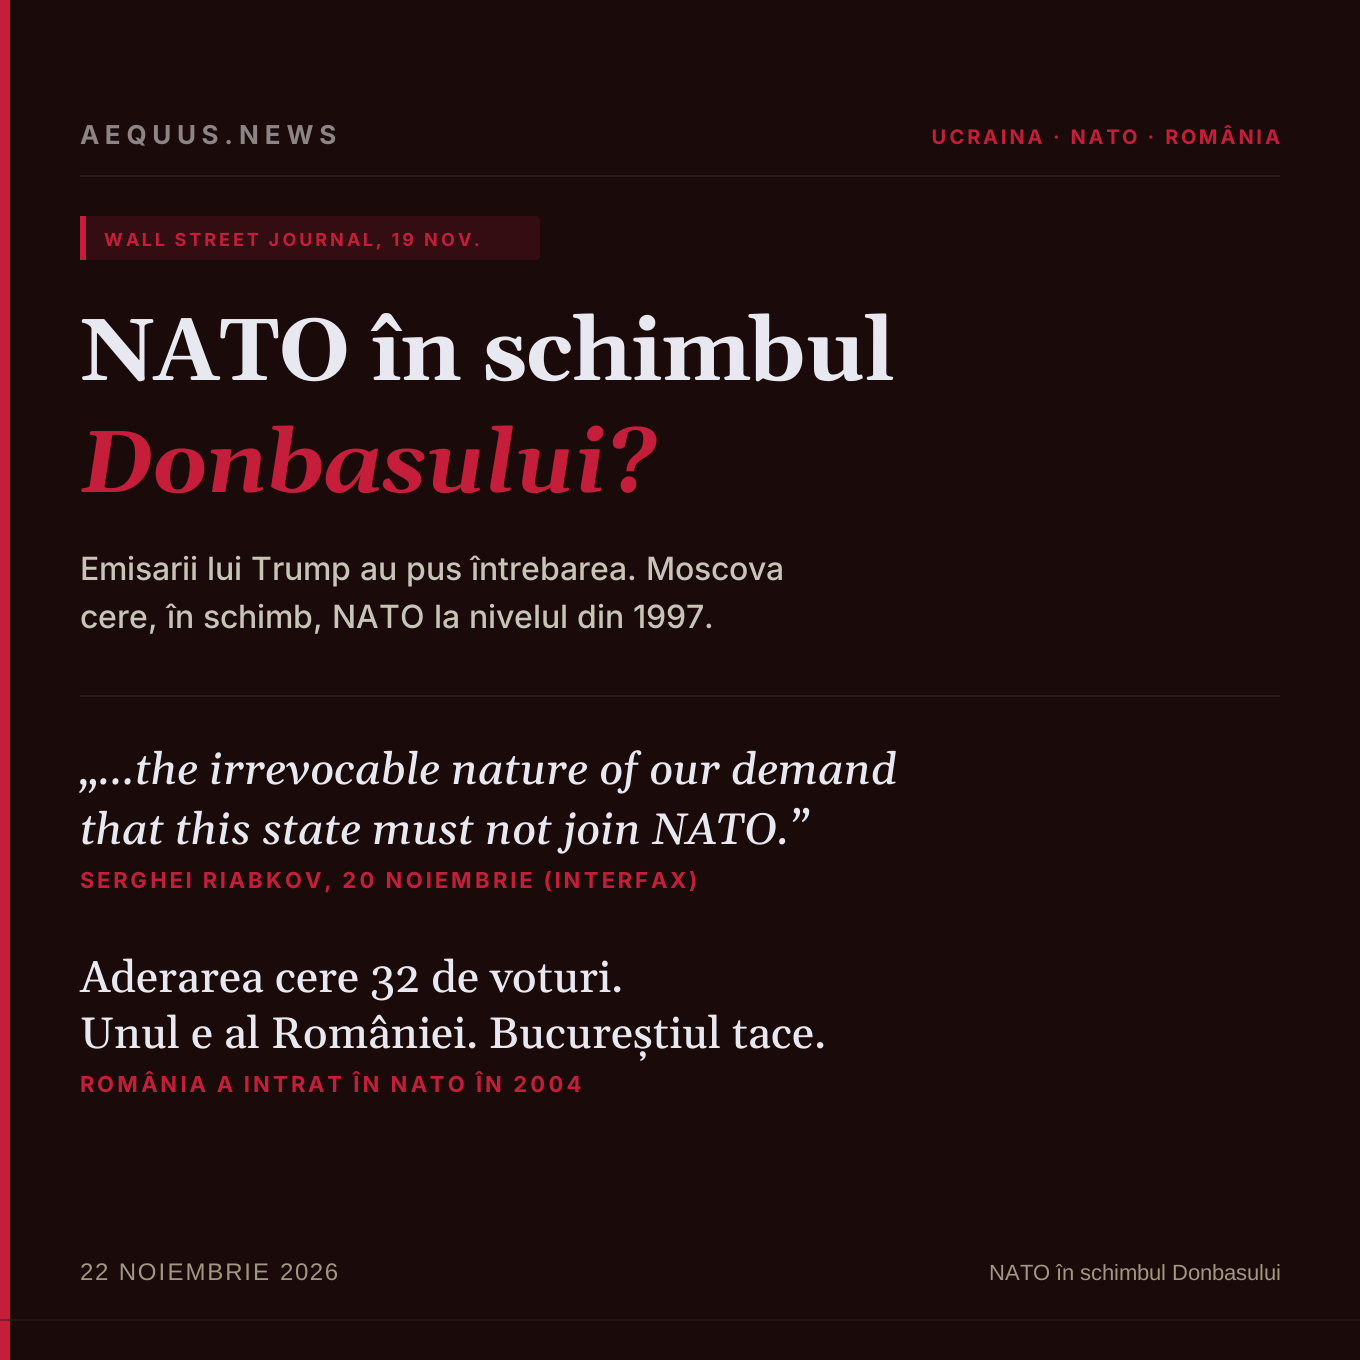 AEQUUS.NEWS
UCRAINA · NATO · ROMÂNIA
WALL STREET JOURNAL, 19 NOV.
NATO în schimbul
Donbasului?
Emisarii lui Trump au pus întrebarea. Moscova
cere, în schimb, NATO la nivelul din 1997.
„...the irrevocable nature of our demand
that this state must not join NATO.”
SERGHEI RIABKOV, 20 NOIEMBRIE (INTERFAX)
Aderarea cere 32 de voturi.
Unul e al României. Bucureștiul tace.
ROMÂNIA A INTRAT ÎN NATO ÎN 2004
22 NOIEMBRIE 2026
NATO în schimbul Donbasului